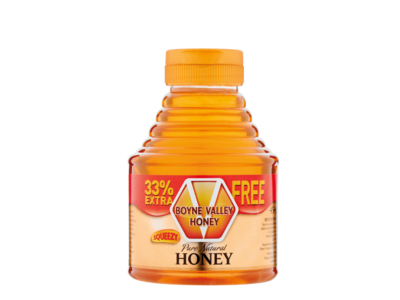 33% EXTRA FREE
BOYNE VALLEY
HONEY
SQUEEZY
Pure Natural
HONEY